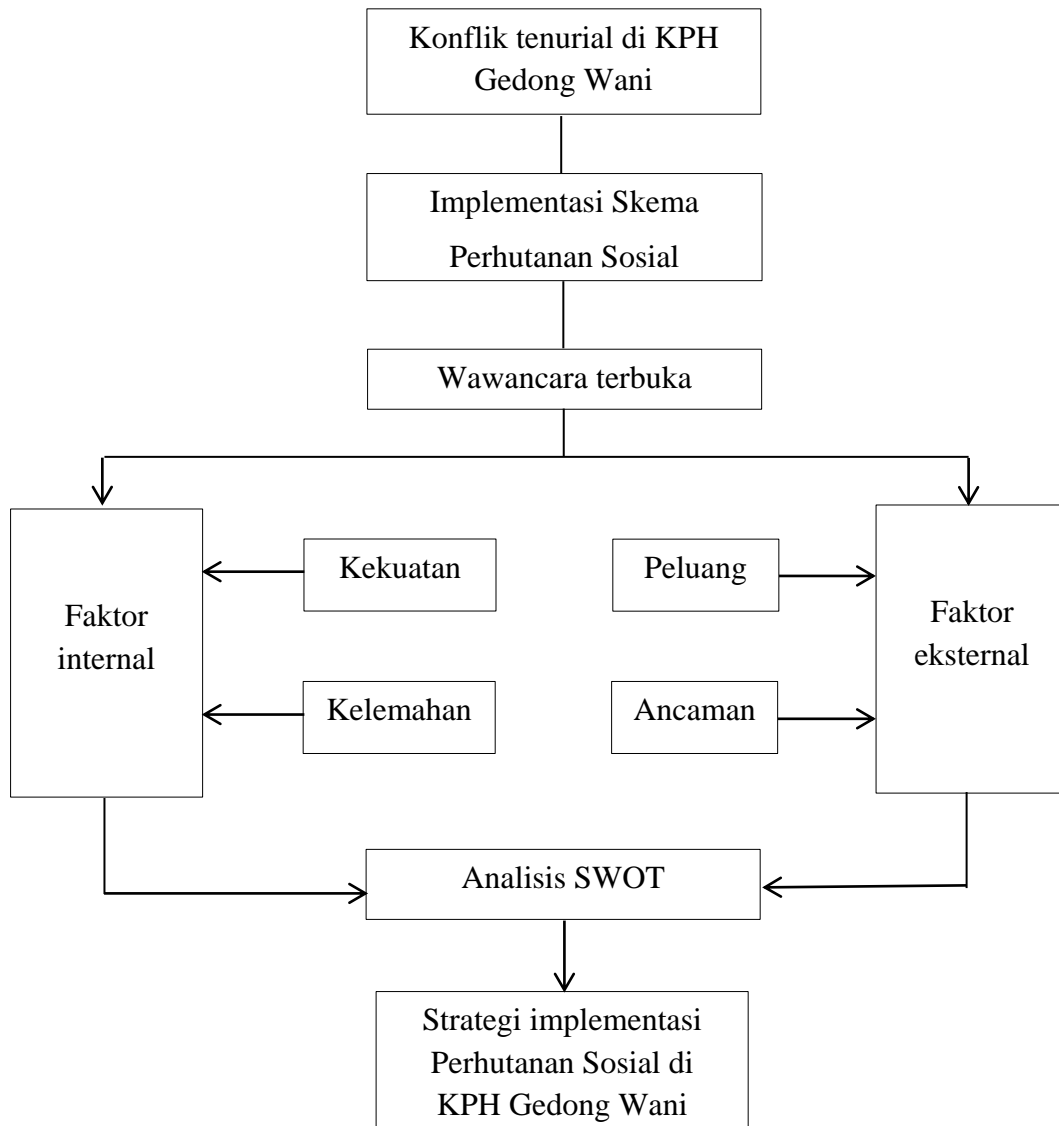 Konflik tenurial di KPH
Gedong Wani
Implementasi Skema
Perhutanan Sosial
Wawancara terbuka
Faktor
internal
Kekuatan
Kelemahan
Peluang
Ancaman
Faktor
eksternal
Analisis SWOT
Strategi implementasi
Perhutanan Sosial di
KPH Gedong Wani